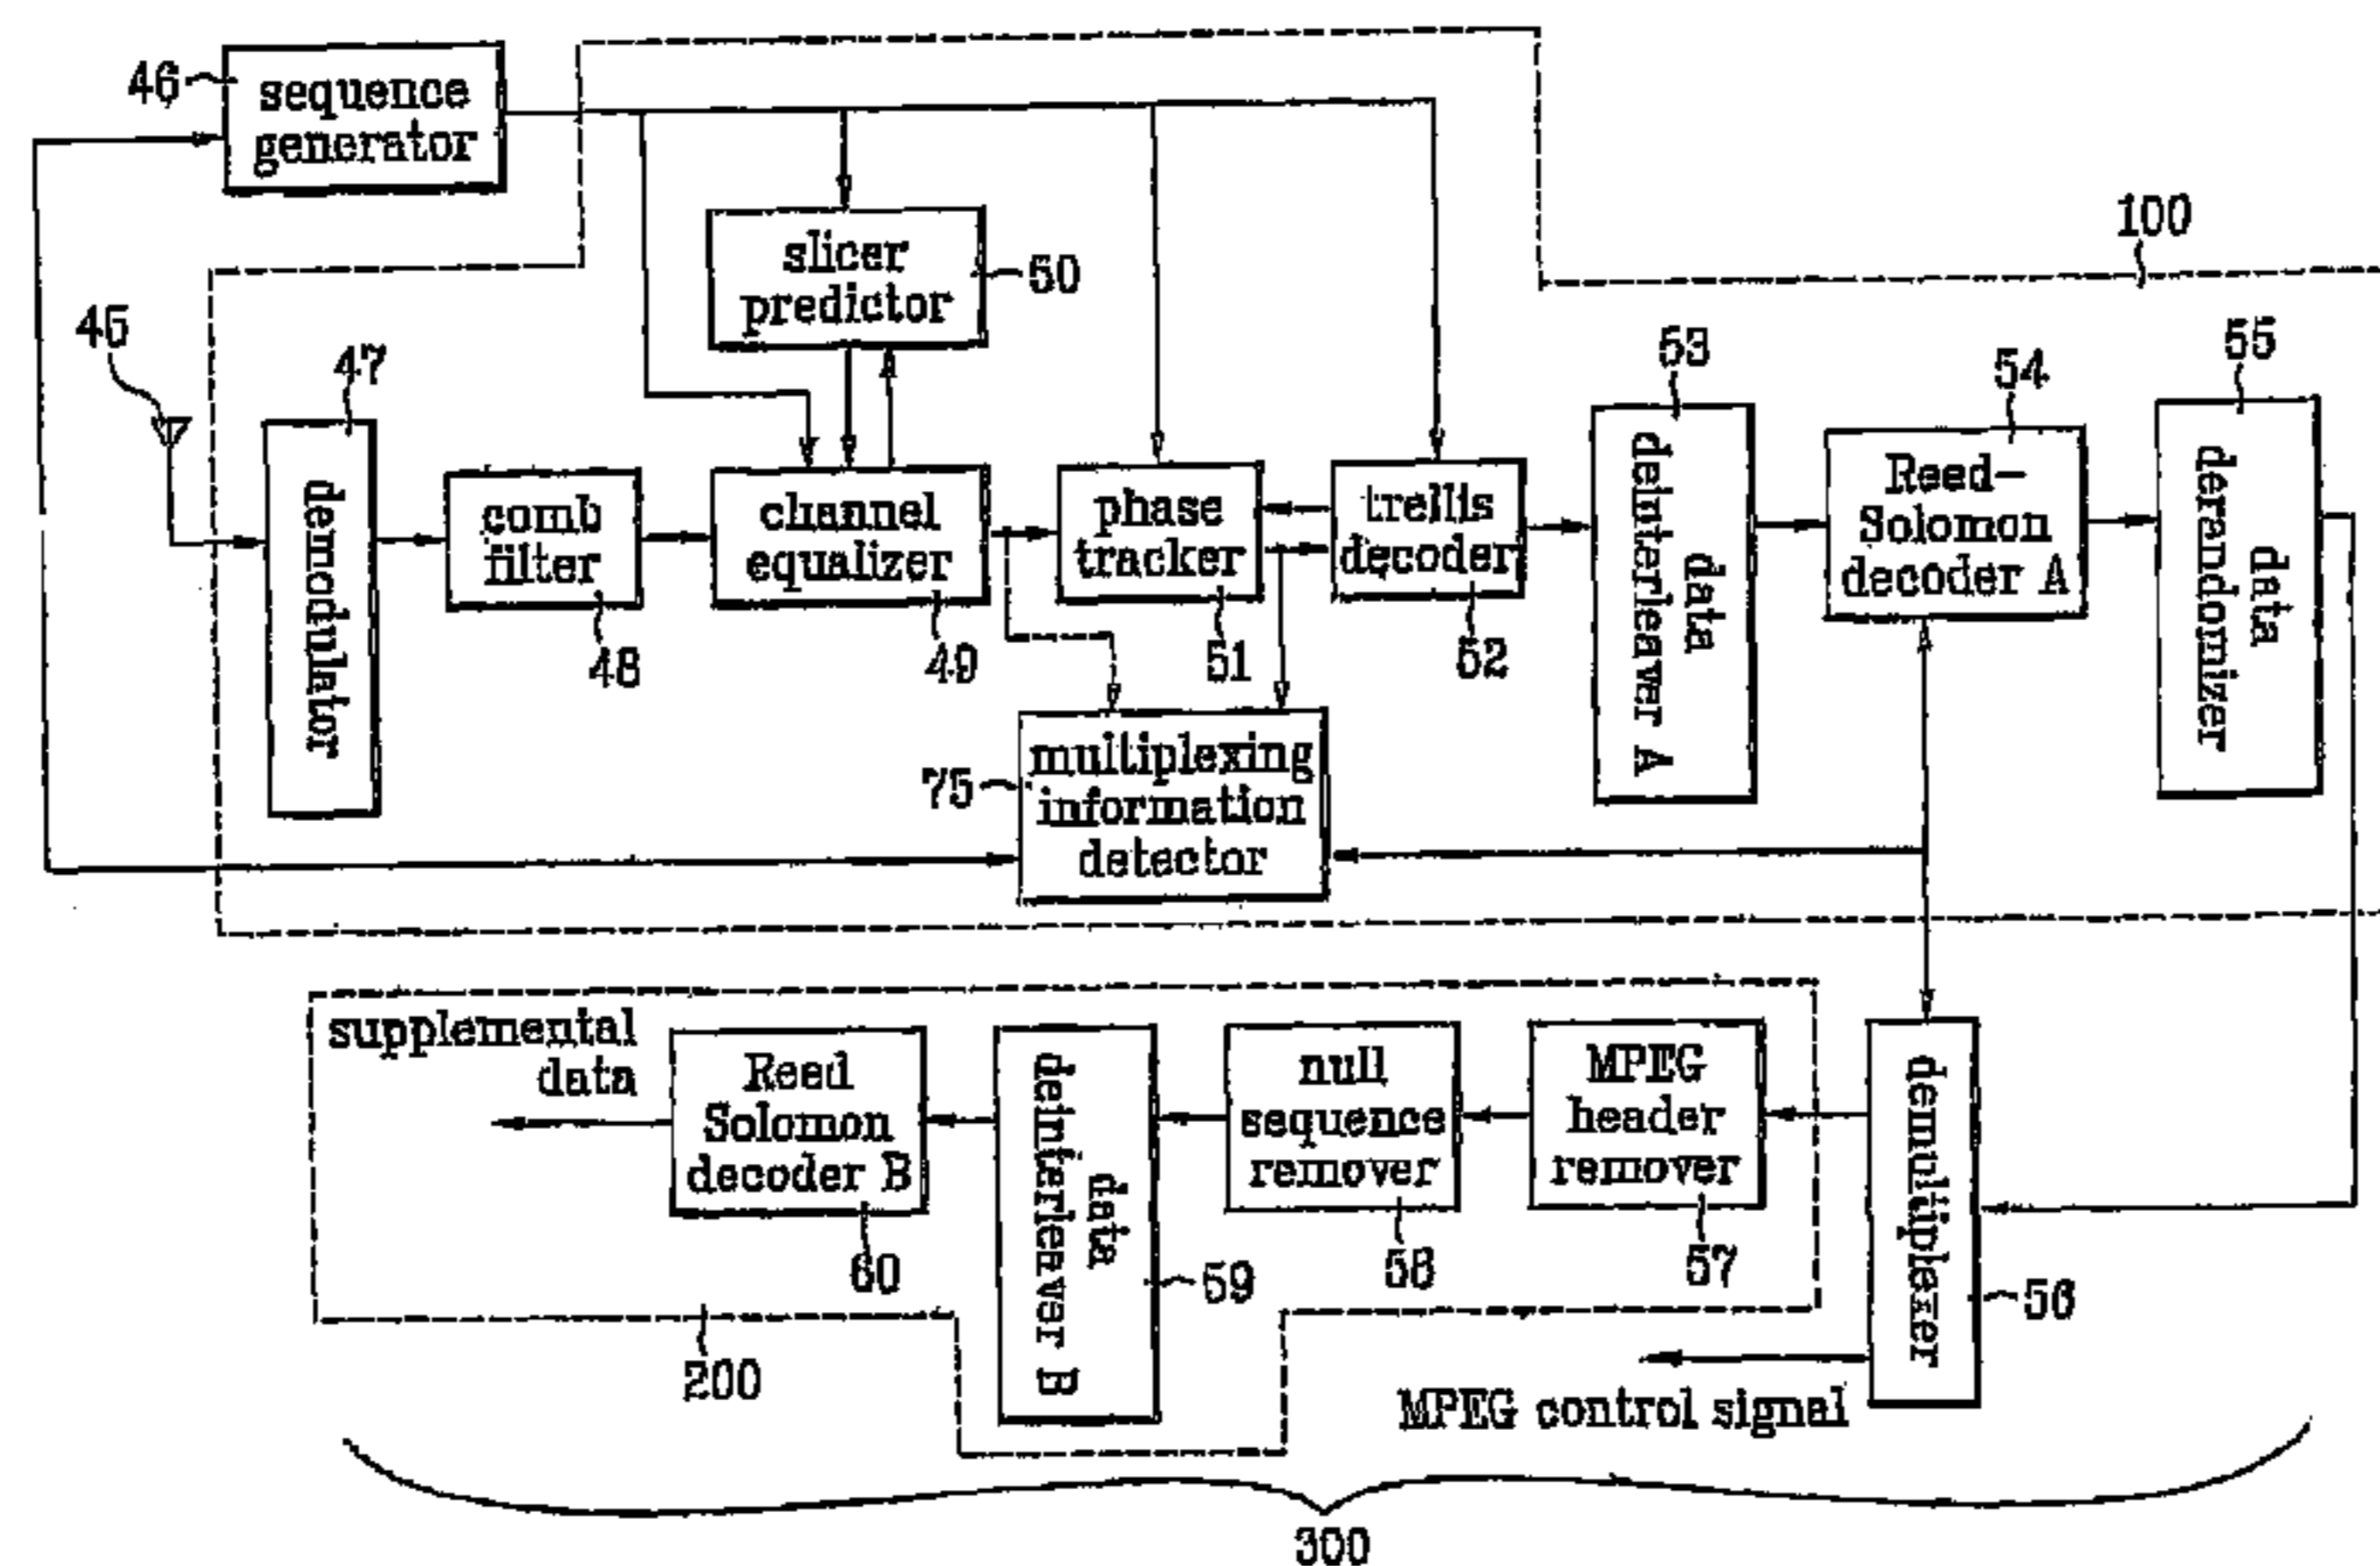 46
sequence
generator
100
slicer
predictor
50
45
47
53
54
55
demodulator
comb
filter
48
channel
equalizer
49
phase
tracker
51
trellis
decoder
52
data
deinterleaver A
Reed-
Solomon
decoder A
data
derandomizer
75
multiplexing
information
detector
supplemental
data
Reed
Solomon
decoder B
60
data
deinterleaver B
59
null
sequence
remover
58
MPEG
header
remover
57
demultiplexer
56
200
MPEG control signal
300